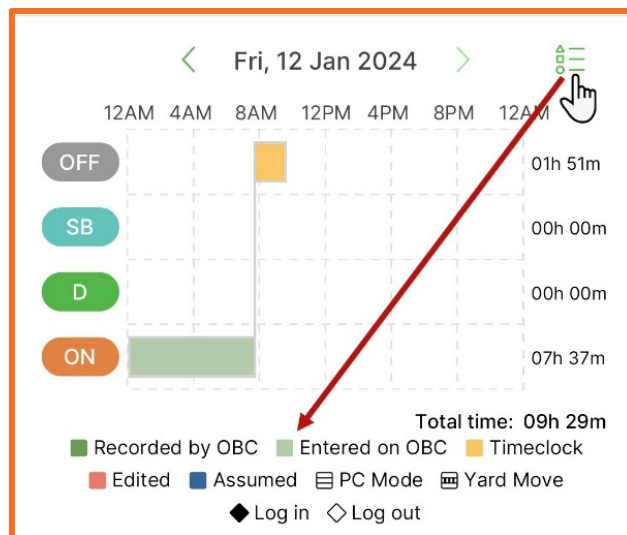 Fri, 12 Jan 2024
12AM 4AM 8AM 12PM 4PM 8PM 12AM
OFF 01h 51m
SB 00h 00m
D 00h 00m
ON 07h 37m
Total time: 09h 29m
Recorded by OBC Entered on OBC Timeclock
Edited Assumed PC Mode Yard Move
Log in Log out